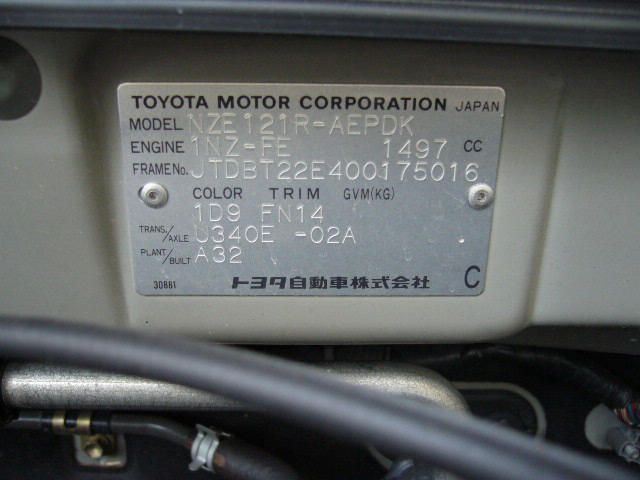 TOYOTA MOTOR CORPORATION JAPAN
MODEL NZE121R-AEPDK
ENGINE 1NZ-FE 1497 CC
FRAME No. JTDBT22E400175016
COLOR TRIM GVM(KG)
1D9 FN14
TRANS./AXLE U340E -02A
PLANT/BUILT A32
30881 トヨタ自動車株式会社 C